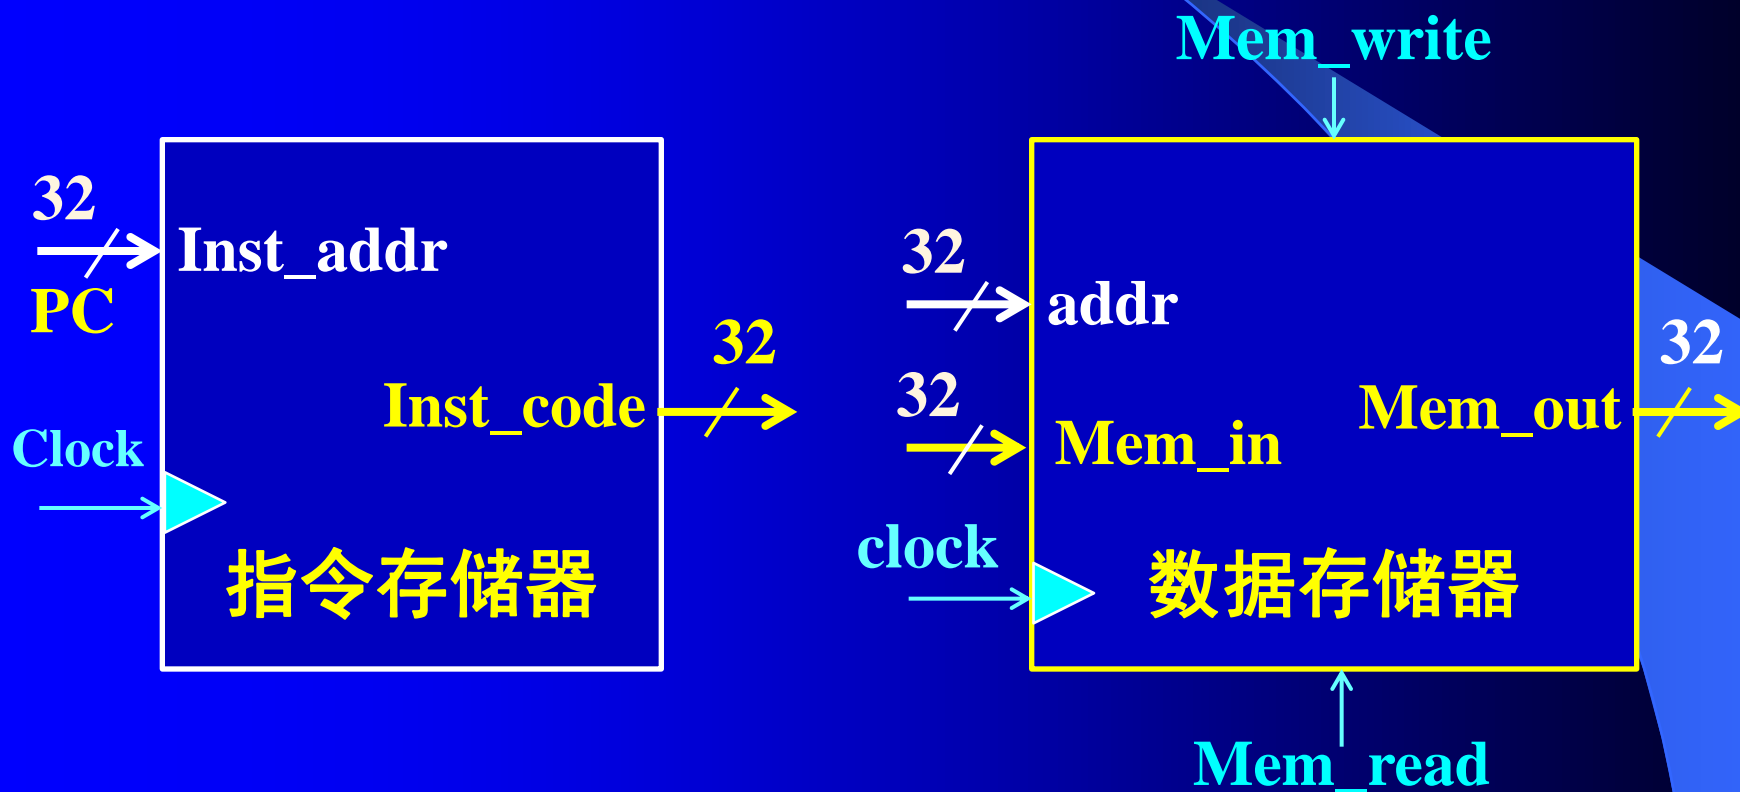 Mem_write
32
Inst_addr
PC
32
Inst_code
Clock
指令存储器
32
addr
32
Mem_in
32
Mem_out
clock
数据存储器
Mem_read